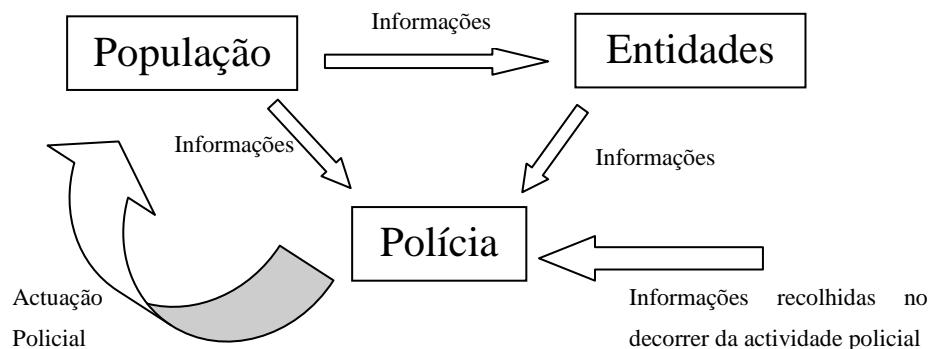 Informações
População
Entidades
Informações
Informações
Polícia
Actuação
Policial
Informações recolhidas no
decorrer da actividade policial